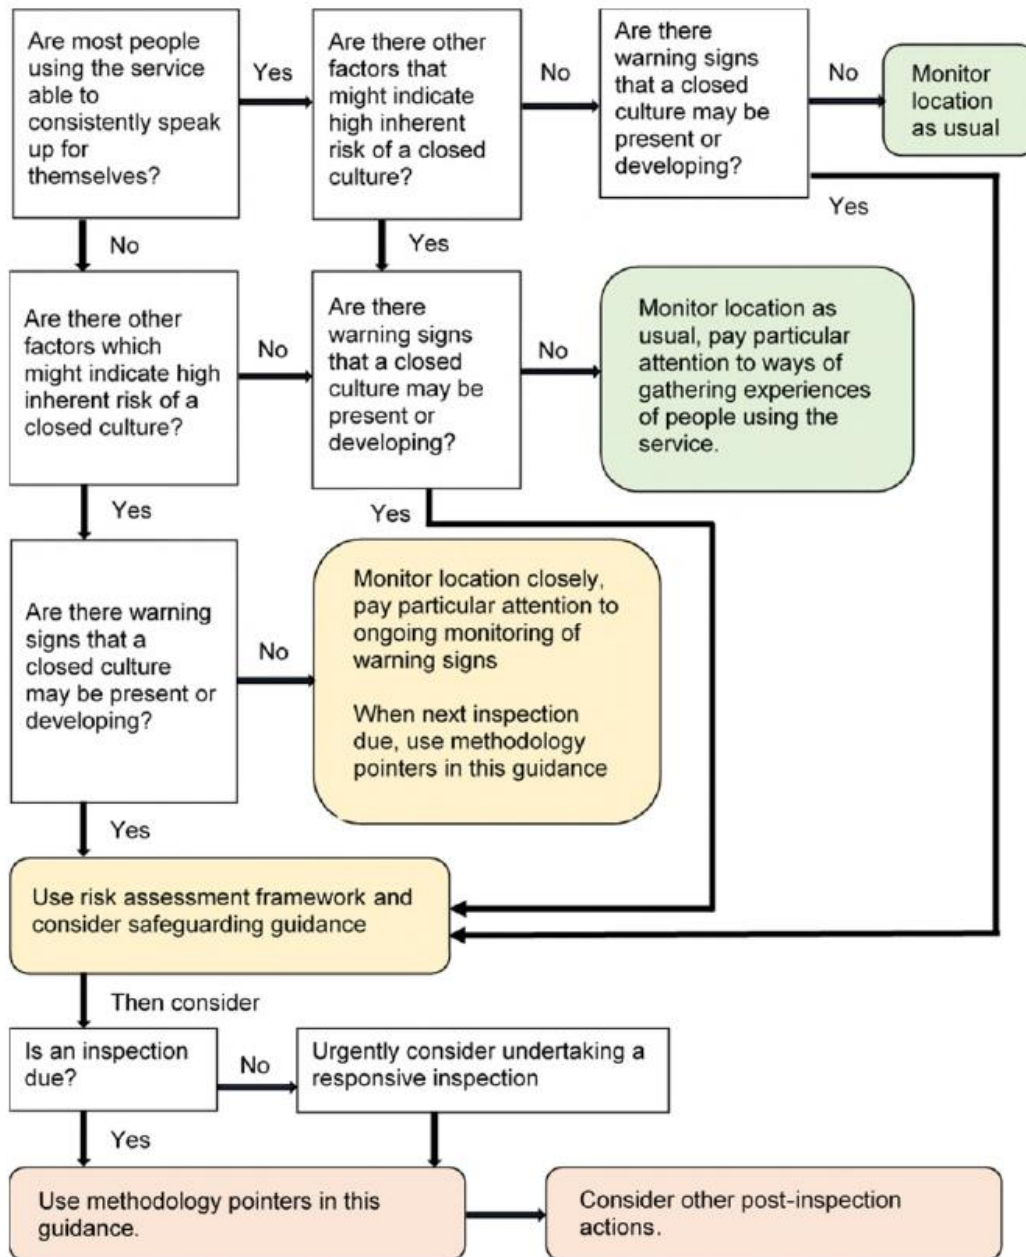 Are most people
using the service
able to
consistently speak
up for
themselves?
Yes
Are there other
factors that
might indicate
high inherent
risk of a closed
culture?
No
Are there
warning signs
that a closed
culture may be
present or
developing?
No
Monitor
location
as usual
Yes
No
Yes
Are there other
factors which
might indicate high
inherent risk of a
closed culture?
No
Are there
warning signs
that a closed
culture may be
present or
developing?
No
Monitor location as
usual, pay particular
attention to ways of
gathering experiences
of people using the
service.
Yes
Yes
Are there warning
signs that a
closed culture
may be present or
developing?
No
Monitor location closely,
pay particular attention to
ongoing monitoring of
warning signs
When next inspection
due, use methodology
pointers in this guidance
Yes
Use risk assessment framework and
consider safeguarding guidance
Then consider
Is an inspection
due?
No
Urgently consider undertaking a
responsive inspection
Yes
Use methodology pointers in this
guidance.
Consider other post-inspection
actions.